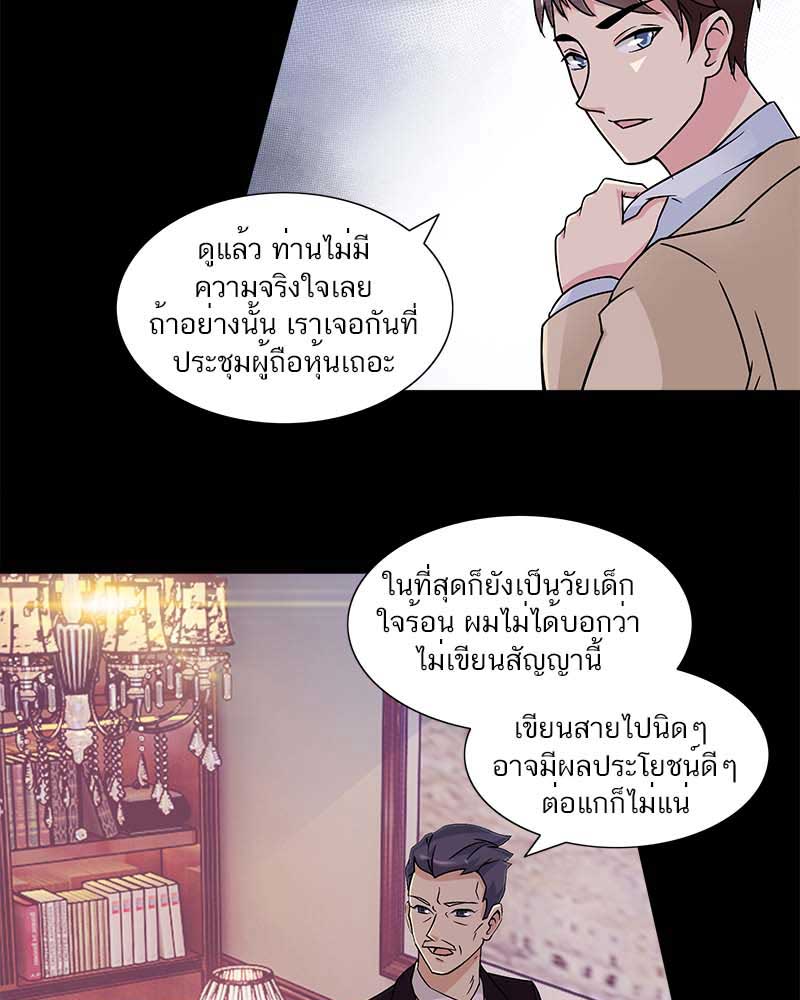 ดูแล้ว ท่านไม่มี
ความจริงใจเลย
ถ้าอย่างนั้น เราเจอกันที่
ประชุมผู้ถือหุ้นเถอะ
ในที่สุดก็ยังเป็นวัยเด็ก
ใจร้อน ผมไม่ได้บอกว่า
ไม่เขียนสัญญานี้
เขียนสายไปนิดๆ
อาจมีผลประโยชน์ดีๆ
ต่อแกก็ไม่แน่